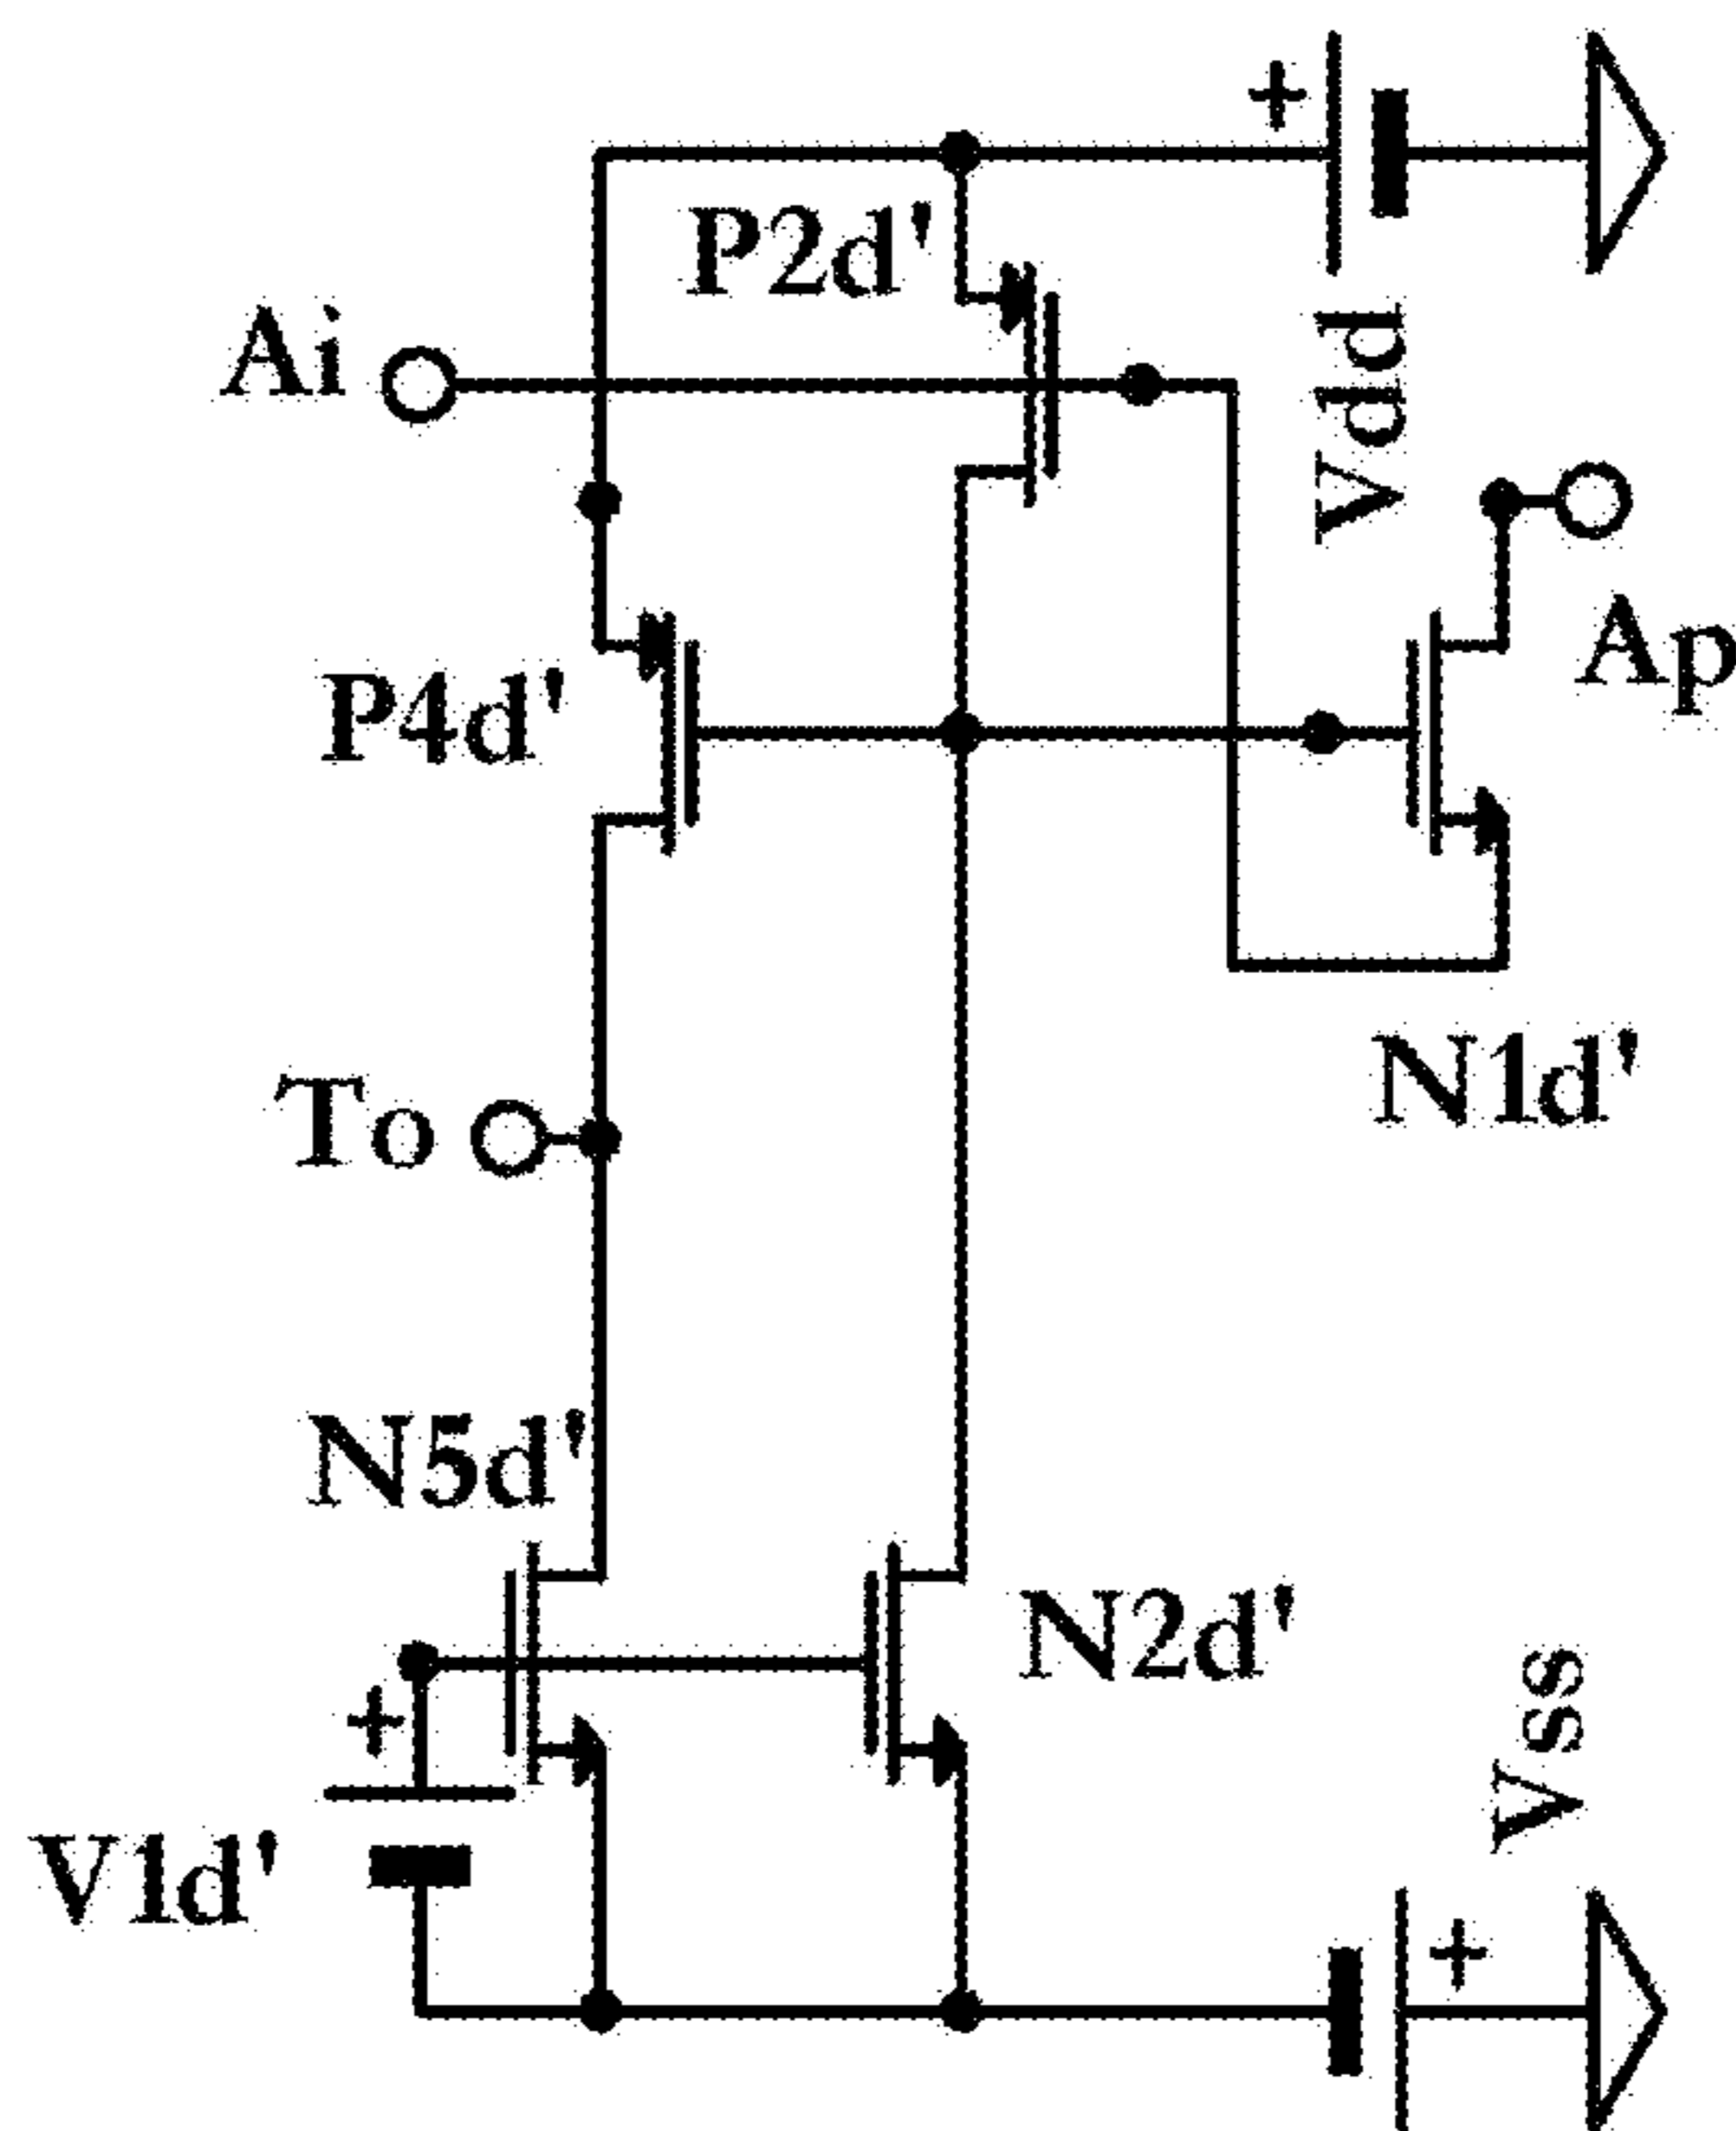 +
P2d'
Ai
Vdd
Ap
P4d'
N1d'
To
N5d'
N2d'
+
Vss
V1d'
+